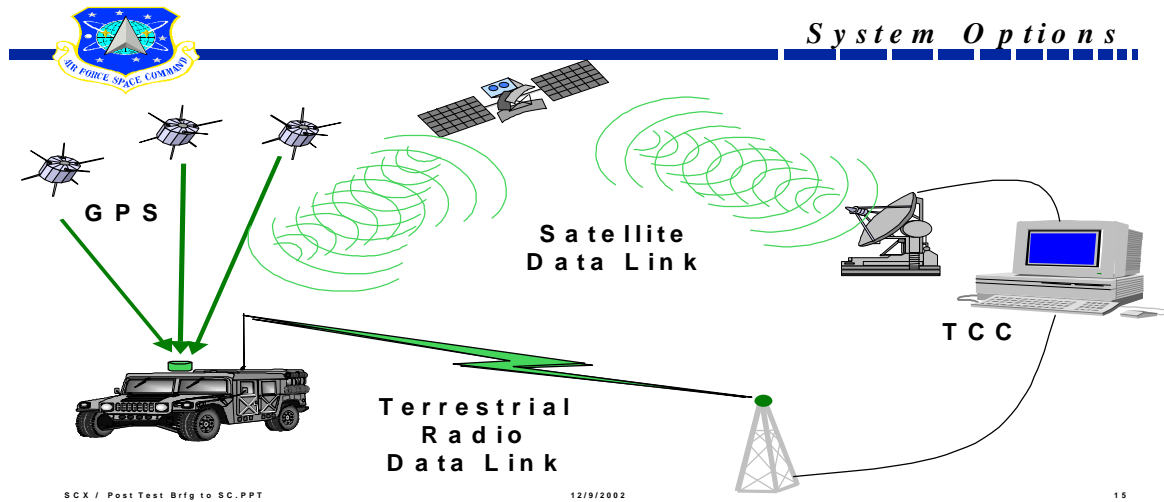 System Options
AIR FORCE SPACE COMMAND
GPS
Satellite
Data Link
TCC
Terrestrial
Radio
Data Link
SCX / Post Test Brfg to SC.PPT
12/9/2002
15